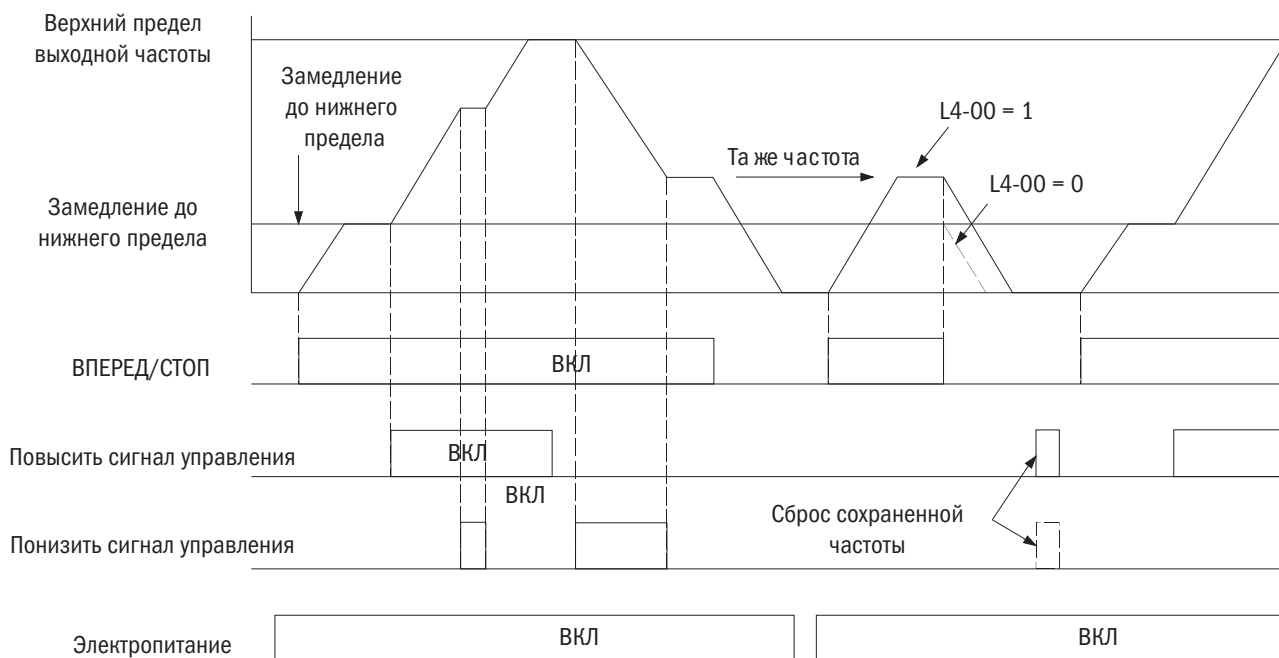 Верхний предел
выходной частоты
Замедление
до нижнего
предела
L4-00 = 1
Та же частота
L4-00 = 0
Замедление до
нижнего предела
ВПЕРЕД/СТОП
ВКЛ
Повысить сигнал управления
ВКЛ
ВКЛ
Сброс сохраненной
частоты
Понизить сигнал управления
Электропитание
ВКЛ
ВКЛ